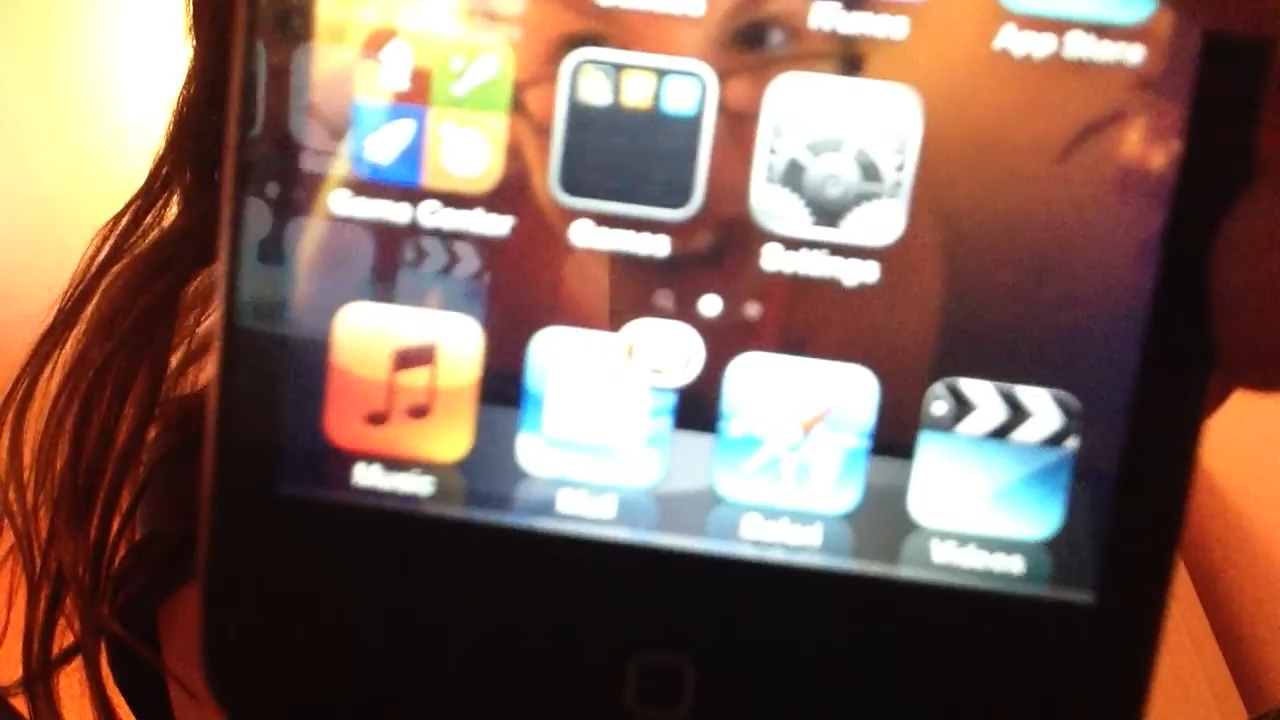 iTunes
App Store
Game Center
Games
Settings
Music
Mail
Safari
Videos